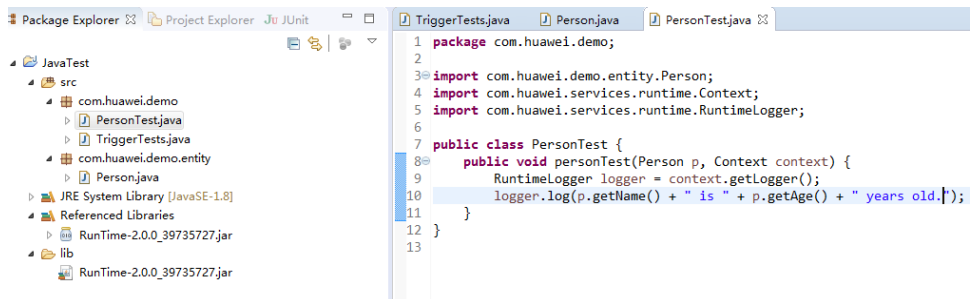 Package Explorer
Project Explorer
JUnit
JavaTest
src
com.huawei.demo
PersonTest.java
TriggerTests.java
com.huawei.demo.entity
Person.java
JRE System Library [JavaSE-1.8]
Referenced Libraries
RunTime-2.0.0_39735727.jar
lib
RunTime-2.0.0_39735727.jar
TriggerTests.java
Person.java
PersonTest.java
1 package com.huawei.demo;
2
3 import com.huawei.demo.entity.Person;
4 import com.huawei.services.runtime.Context;
5 import com.huawei.services.runtime.RuntimeLogger;
6
7 public class PersonTest {
8     public void personTest(Person p, Context context) {
9         RuntimeLogger logger = context.getLogger();
10         logger.log(p.getName() + " is " + p.getAge() + " years old.");
11     }
12 }
13